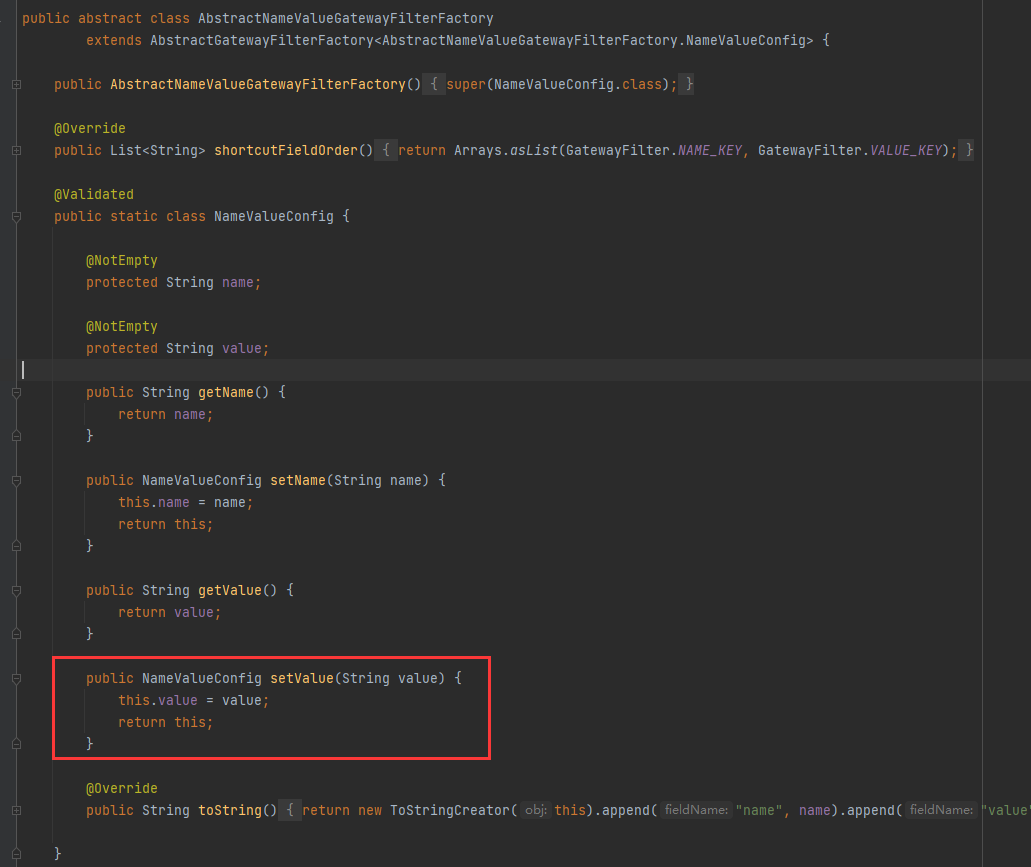 public abstract class AbstractNameValueGatewayFilterFactory
extends AbstractGatewayFilterFactory<AbstractNameValueGatewayFilterFactory.NameValueConfig> {
public AbstractNameValueGatewayFilterFactory() { super(NameValueConfig.class); }
@Override
public List<String> shortcutFieldOrder() { return Arrays.asList(GatewayFilter.NAME_KEY, GatewayFilter.VALUE_KEY); }
@Validated
public static class NameValueConfig {
@NotEmpty
protected String name;
@NotEmpty
protected String value;
public String getName() {
return name;
}
public NameValueConfig setName(String name) {
this.name = name;
return this;
}
public String getValue() {
return value;
}
public NameValueConfig setValue(String value) {
this.value = value;
return this;
}
@Override
public String toString() { return new ToStringCreator( obj: this).append( fieldName: "name", name).append( fieldName: "value"
}